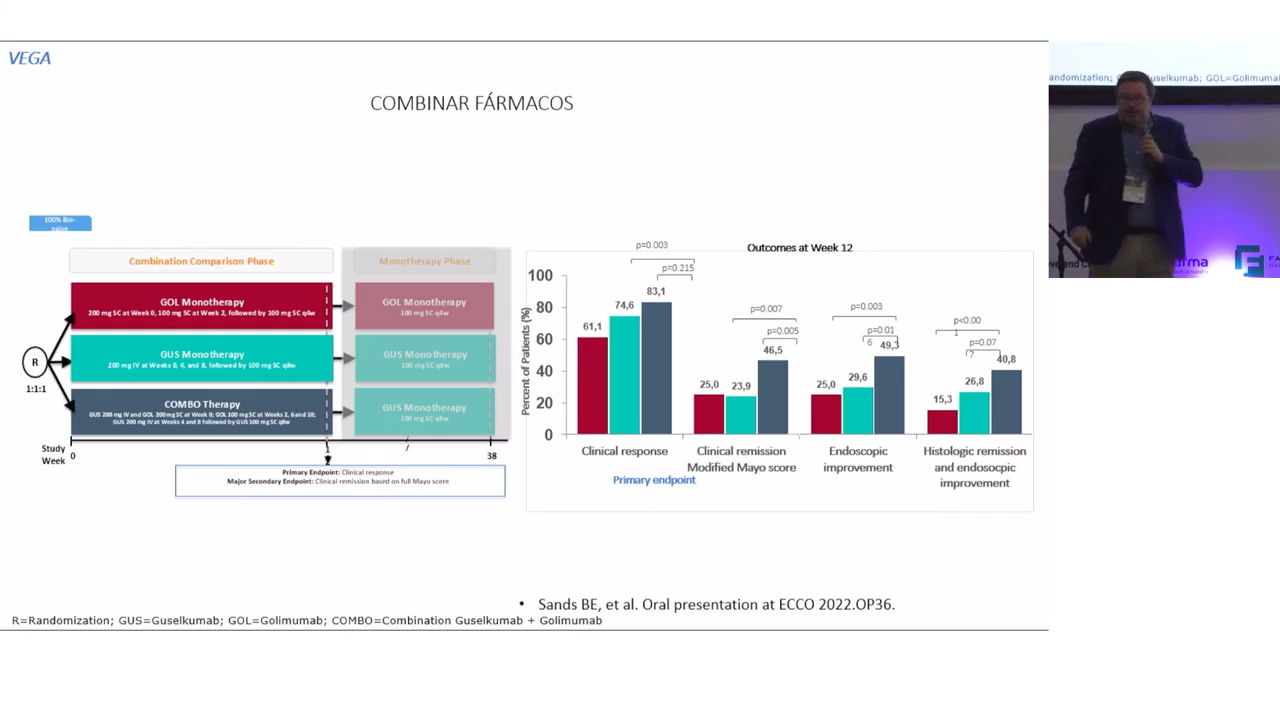 VEGA
COMBINAR FÁRMACOS
100% Bio-
naive
Combination Comparison Phase
Monotherapy Phase
GOL Monotherapy
200 mg SC at Week 0, 100 mg SC at Week 2, followed by 100 mg SC q4w
GOL Monotherapy
100 mg SC q4w
GUS Monotherapy
200 mg IV at Weeks 0, 4, and 8, followed by 100 mg SC q8w
GUS Monotherapy
100 mg SC q8w
COMBO Therapy
GUS 200 mg IV and GOL 200 mg SC at Week 0; GOL 100 mg SC at Weeks 2, 6 and 10;
GUS 200 mg IV at Weeks 4 and 8 followed by GUS 100 mg SC q8w
GUS Monotherapy
100 mg SC q8w
R
1:1:1
Study
Week
0
1
/
38
Primary Endpoint: Clinical response
Major Secondary Endpoint: Clinical remission based on full Mayo score
Outcomes at Week 12
Percent of Patients (%)
100
80
60
40
20
0
p=0.003
p=0.215
61,1
74,6
83,1
p=0.007
p=0.005
25,0
23,9
46,5
p=0.003
p=0.01
6
25,0
29,6
49,3
p<0.00
1
p=0.07
7
15,3
26,8
40,8
Clinical response
Clinical remission
Modified Mayo score
Endoscopic
improvement
Histologic remission
and endosocpic
improvement
Primary endpoint
• Sands BE, et al. Oral presentation at ECCO 2022.OP36.
R=Randomization; GUS=Guselkumab; GOL=Golimumab; COMBO=Combination Guselkumab + Golimumab
andomization; G
uselkumab; GOL=Golimumal
arma